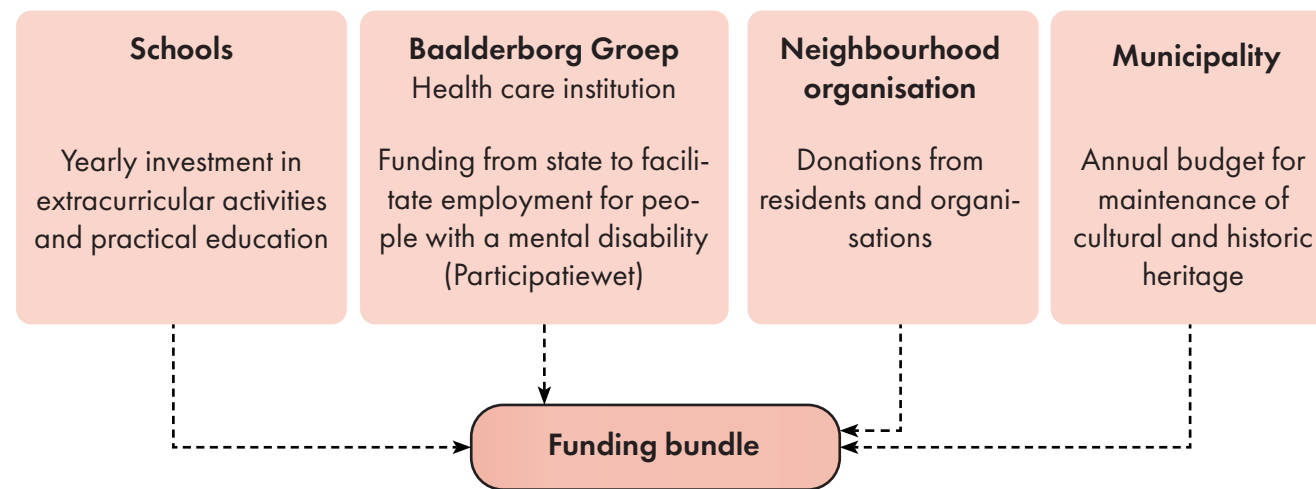 Schools
Yearly investment in
extracurricular activities
and practical education
Baalderborg Groep
Health care institution
Funding from state to facili-
tate employment for peo-
ple with a mental disability
(Participatiewet)
Neighbourhood
organisation
Donations from
residents and organi-
sations
Municipality
Annual budget for
maintenance of
cultural and historic
heritage
Funding bundle